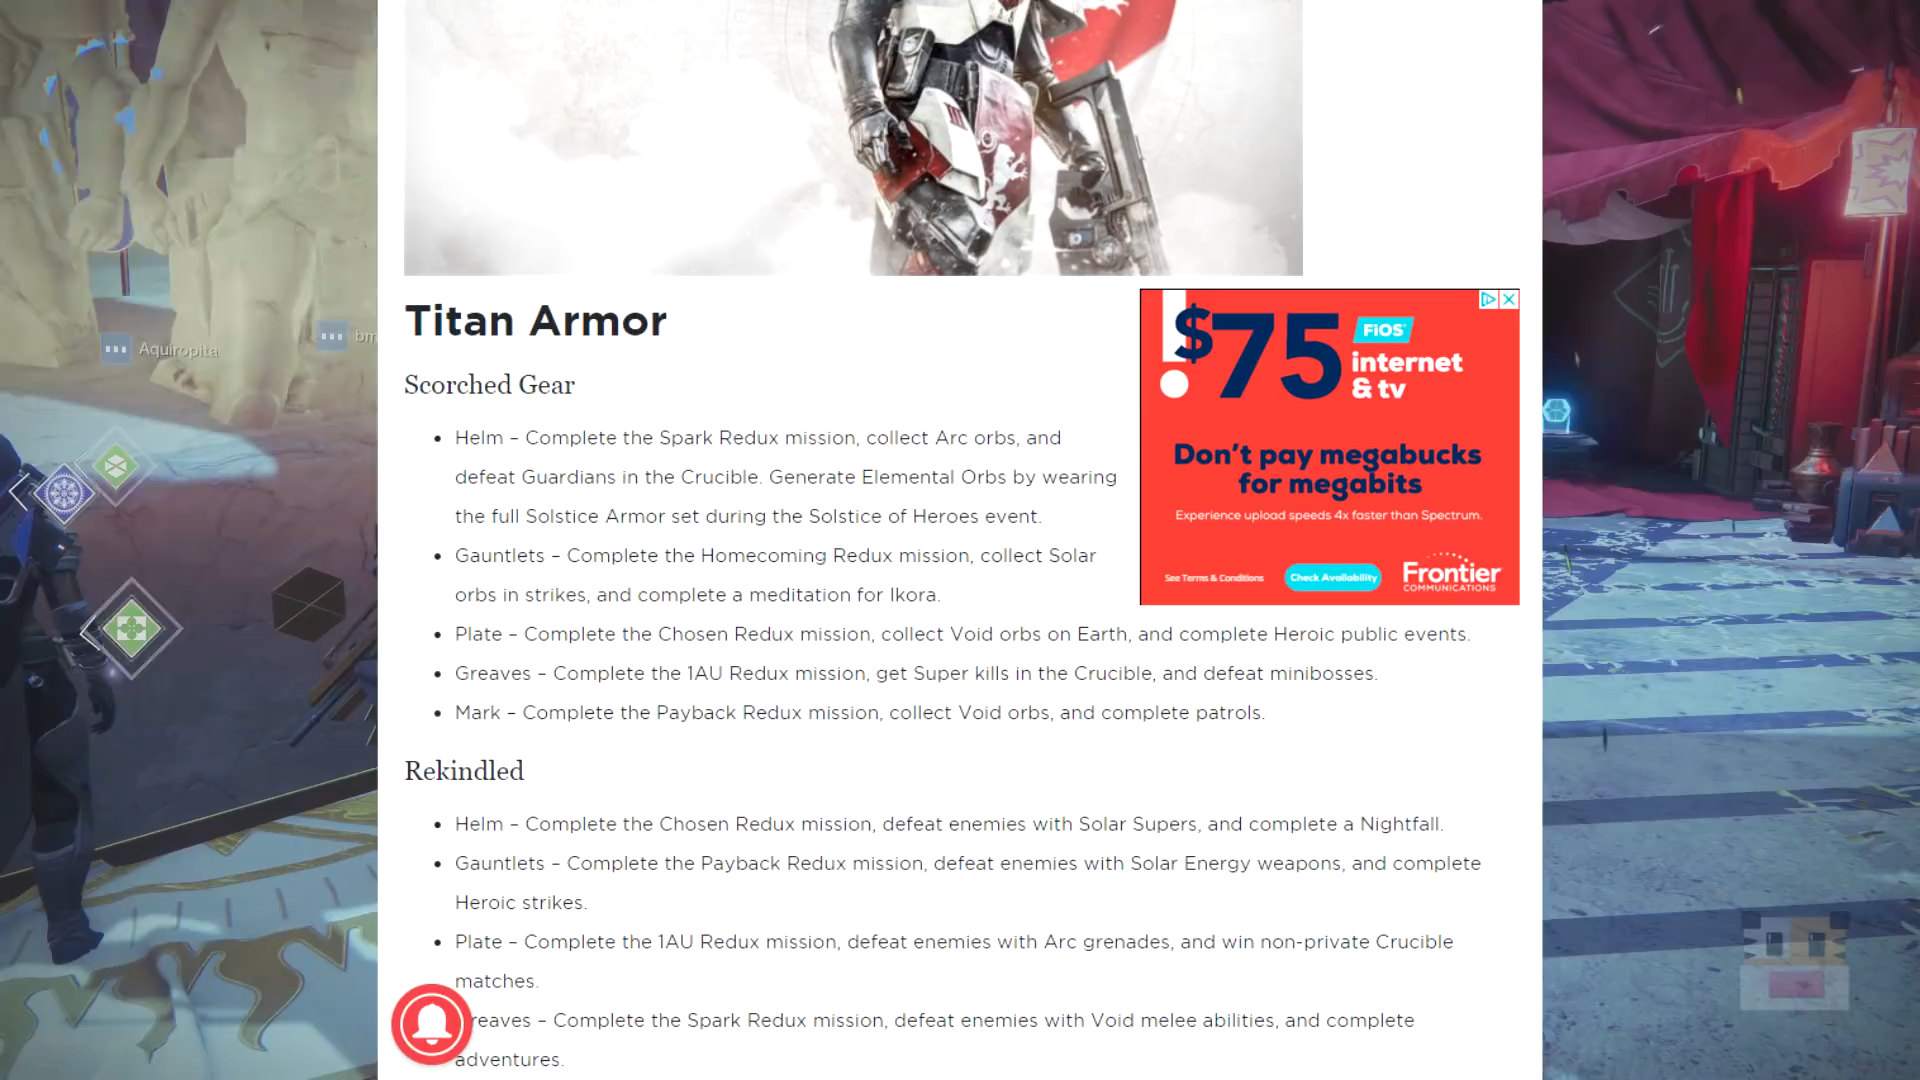 Aquiropita
bm
Titan Armor
Scorched Gear
• Helm – Complete the Spark Redux mission, collect Arc orbs, and
defeat Guardians in the Crucible. Generate Elemental Orbs by wearing
the full Solstice Armor set during the Solstice of Heroes event.
• Gauntlets – Complete the Homecoming Redux mission, collect Solar
orbs in strikes, and complete a meditation for Ikora.
• Plate – Complete the Chosen Redux mission, collect Void orbs on Earth, and complete Heroic public events.
• Greaves – Complete the 1AU Redux mission, get Super kills in the Crucible, and defeat minibosses.
• Mark – Complete the Payback Redux mission, collect Void orbs, and complete patrols.
! $75 FiOS
internet
& tv
Don't pay megabucks
for megabits
Experience upload speeds 4x faster than Spectrum.
See Terms & Conditions
Check Availability
Frontier
COMMUNICATIONS
Rekindled
• Helm – Complete the Chosen Redux mission, defeat enemies with Solar Supers, and complete a Nightfall.
• Gauntlets – Complete the Payback Redux mission, defeat enemies with Solar Energy weapons, and complete
Heroic strikes.
• Plate – Complete the 1AU Redux mission, defeat enemies with Arc grenades, and win non-private Crucible
matches.
reaves – Complete the Spark Redux mission, defeat enemies with Void melee abilities, and complete
adventures.